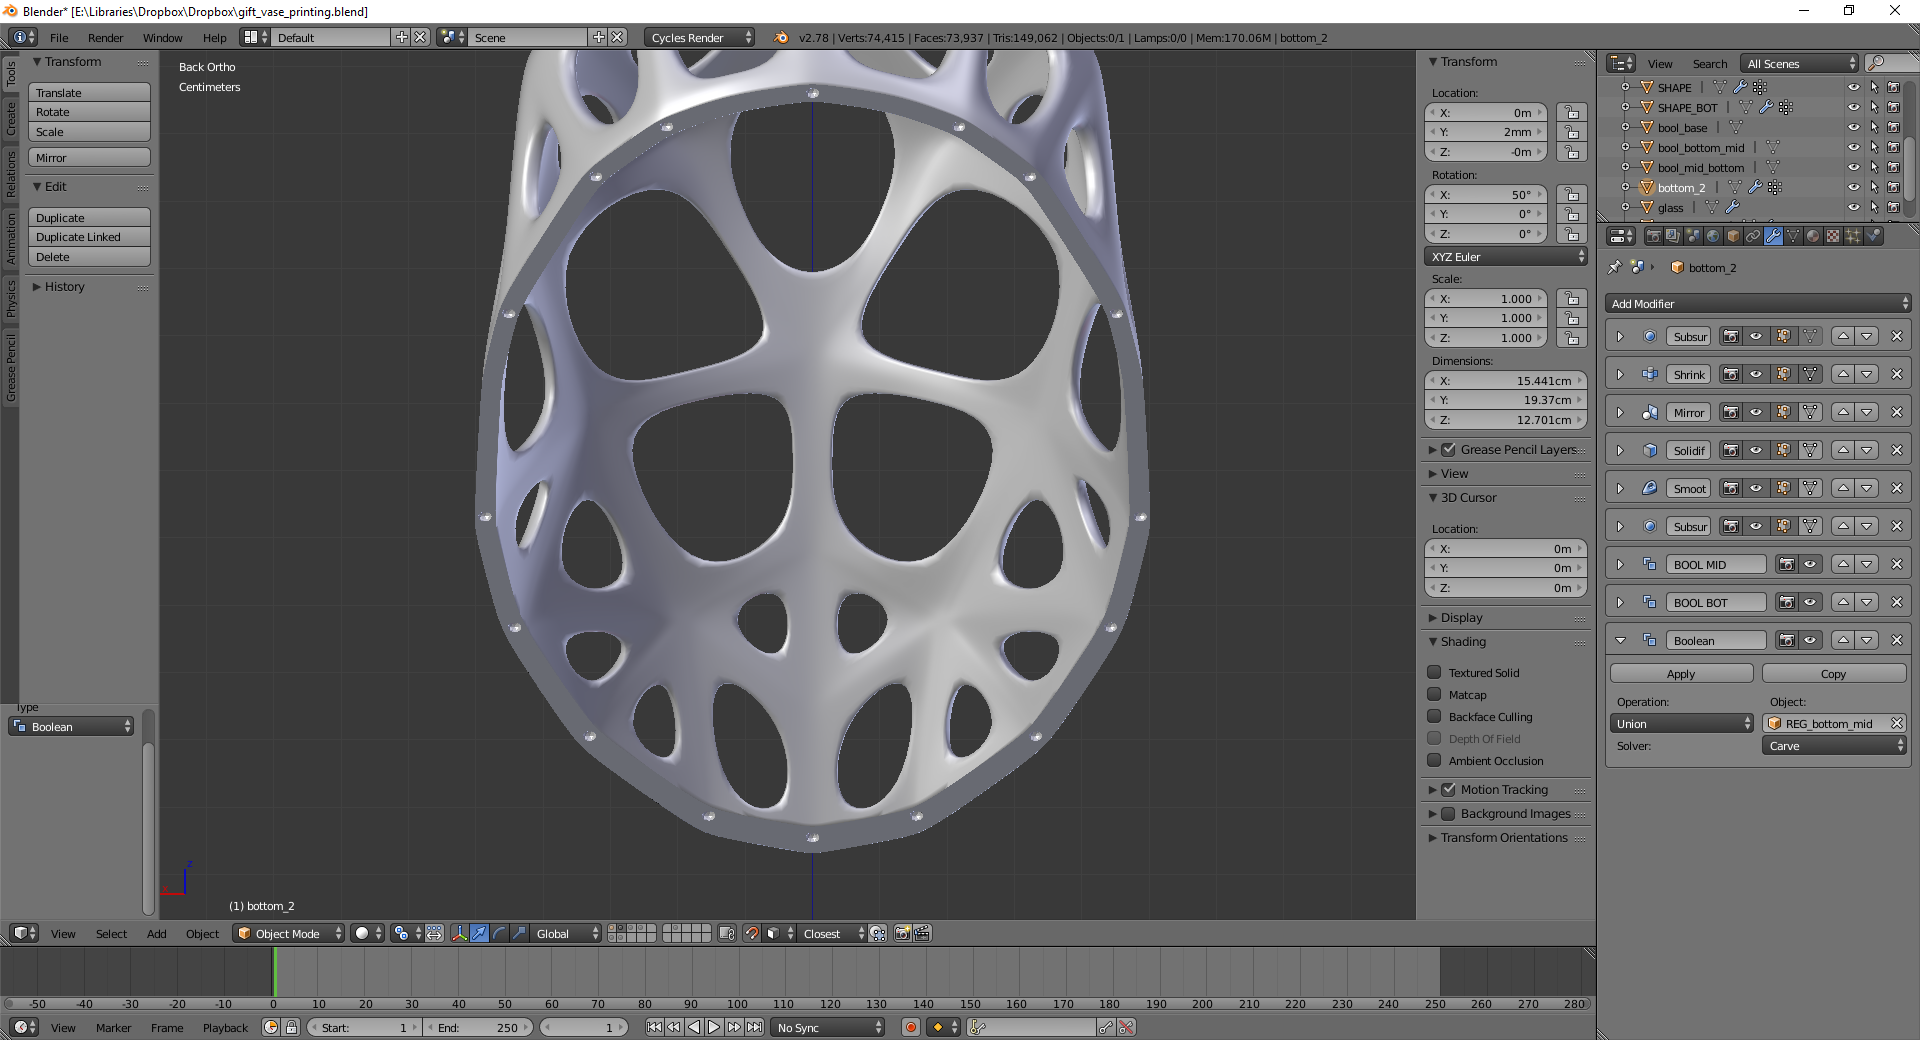 Blender* [E:\Libraries\Dropbox\Dropbox\gift_vase_printing.blend]
File Render Window Help Default Scene Cycles Render v2.78 | Verts:74,415 | Faces:73,937 | Tris:149,062 | Objects:0/1 | Lamps:0/0 | Mem:170.06M | bottom_2
Tools
Create
Relations
Animation
Physics
Grease Pencil
Transform
Translate
Rotate
Scale
Mirror
Edit
Duplicate
Duplicate Linked
Delete
History
Type
Boolean
Back Ortho
Centimeters
z
x
(1) bottom_2
Transform
Location:
X: 0m
Y: 2mm
Z: -0m
Rotation:
X: 50°
Y: 0°
Z: 0°
XYZ Euler
Scale:
X: 1.000
Y: 1.000
Z: 1.000
Dimensions:
X: 15.441cm
Y: 19.37cm
Z: 12.701cm
Grease Pencil Layers
View
3D Cursor
Location:
X: 0m
Y: 0m
Z: 0m
Display
Shading
Textured Solid
Matcap
Backface Culling
Depth Of Field
Ambient Occlusion
Motion Tracking
Background Images
Transform Orientations
View Search All Scenes
SHAPE
SHAPE_BOT
bool_base
bool_bottom_mid
bool_mid_bottom
bottom_2
glass
bottom_2
Add Modifier
Subsur
Shrink
Mirror
Solidif
Smoot
Subsur
BOOL MID
BOOL BOT
Boolean
Apply Copy
Operation: Object:
Union REG_bottom_mid
Solver: Carve
View Select Add Object Object Mode Global Closest
-50 -40 -30 -20 -10 0 10 20 30 40 50 60 70 80 90 100 110 120 130 140 150 160 170 180 190 200 210 220 230 240 250 260 270 280
View Marker Frame Playback Start: 1 End: 250 1 No Sync